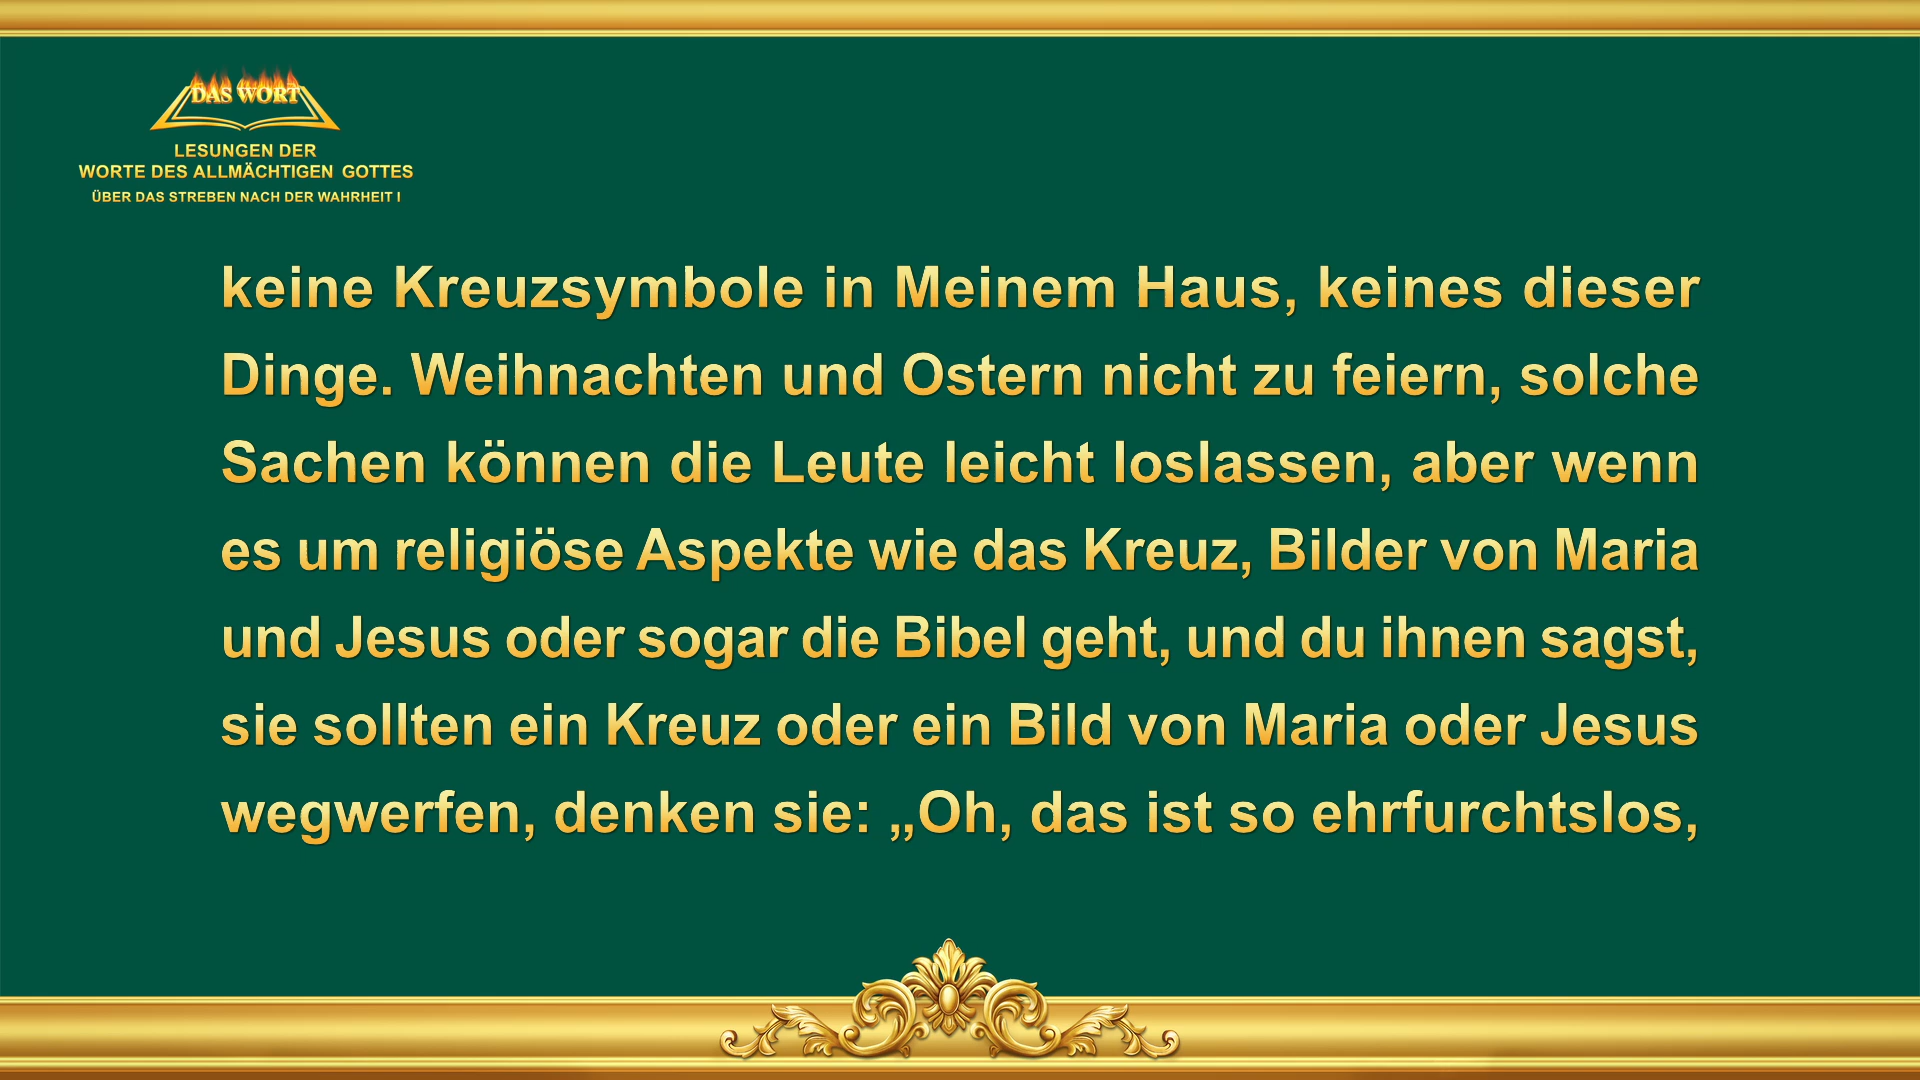 DAS WORT
LESUNGEN DER
WORTE DES ALLMÄCHTIGEN GOTTES
ÜBER DAS STREBEN NACH DER WAHRHEIT I
keine Kreuzsymbole in Meinem Haus, keines dieser
Dinge. Weihnachten und Ostern nicht zu feiern, solche
Sachen können die Leute leicht loslassen, aber wenn
es um religiöse Aspekte wie das Kreuz, Bilder von Maria
und Jesus oder sogar die Bibel geht, und du ihnen sagst,
sie sollten ein Kreuz oder ein Bild von Maria oder Jesus
wegwerfen, denken sie: „Oh, das ist so ehrfurchtslos,